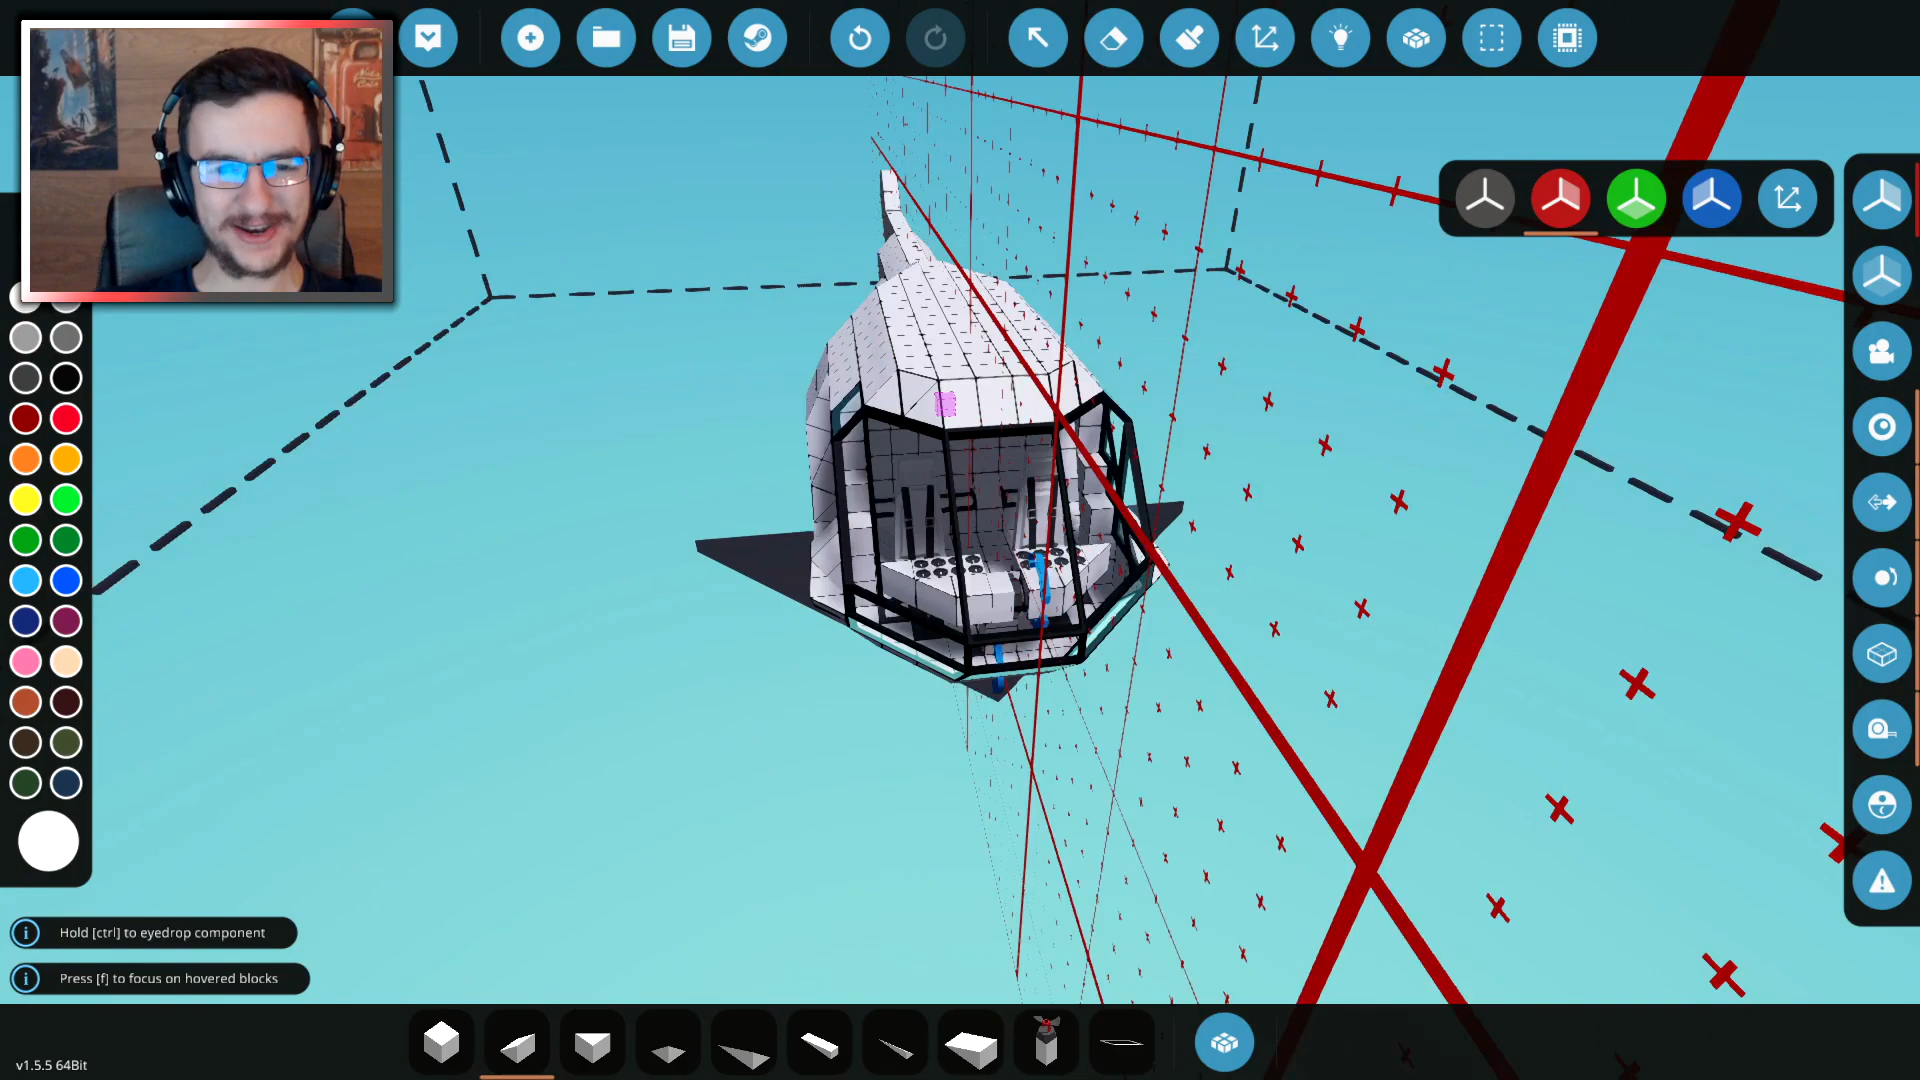 Hold [ctrl] to eyedrop component
Press [f] to focus on hovered blocks
v1.5.5 64Bit